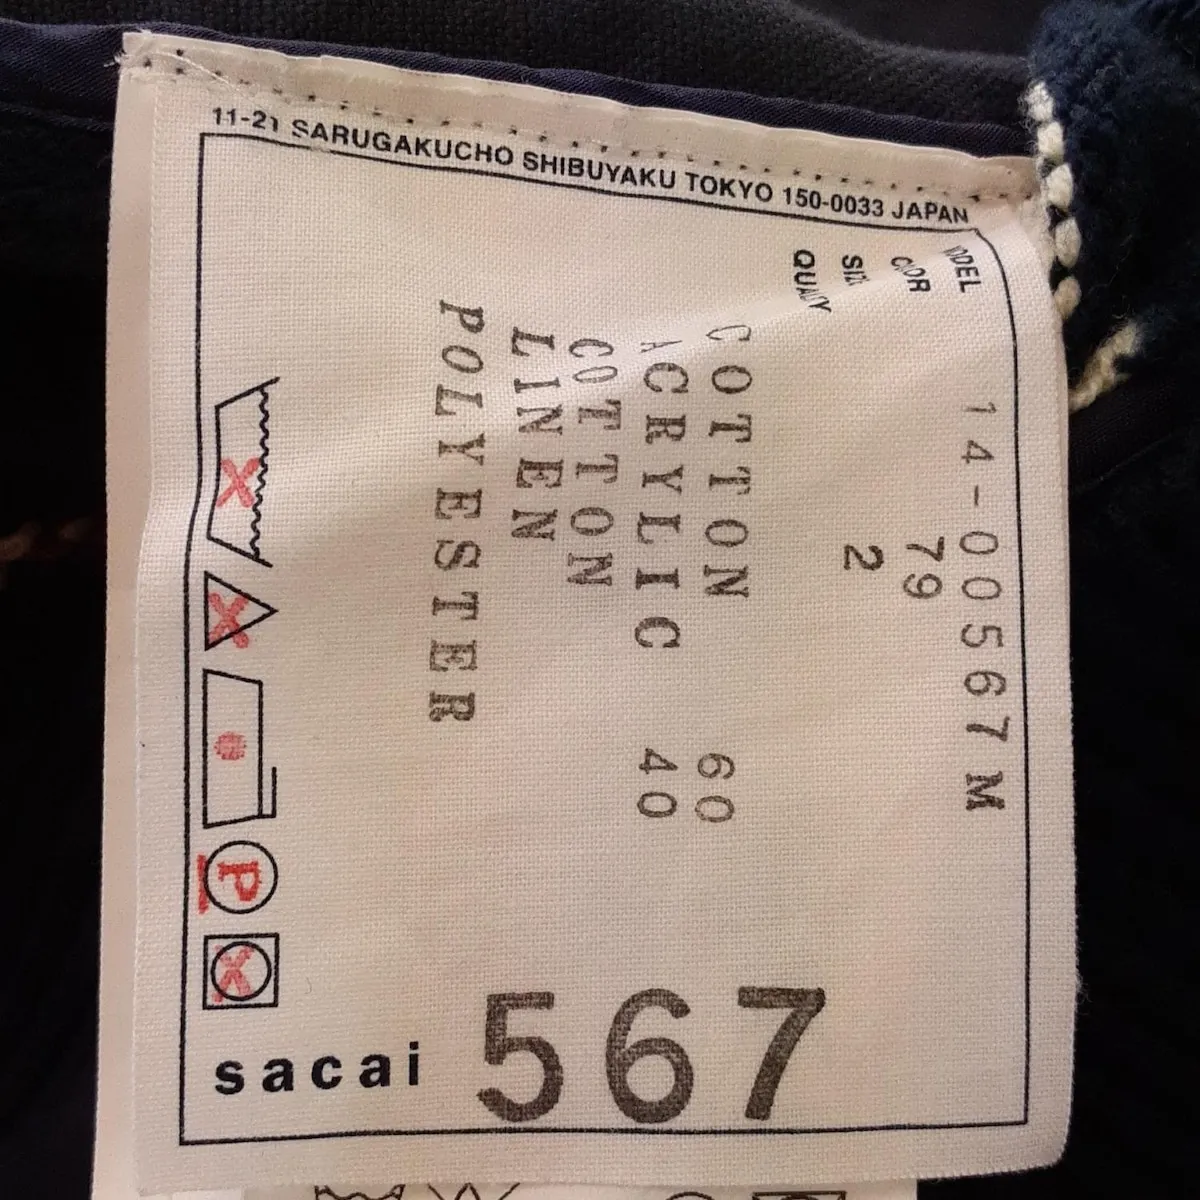 11-21 SARUGAKUCHO SHIBUYAKU TOKYO 150-0033 JAPAN
14-00567 M
79
2
COTTON 60
ACRYLIC 40
COTTON
LINEN
POLYESTER
P
567
sacai